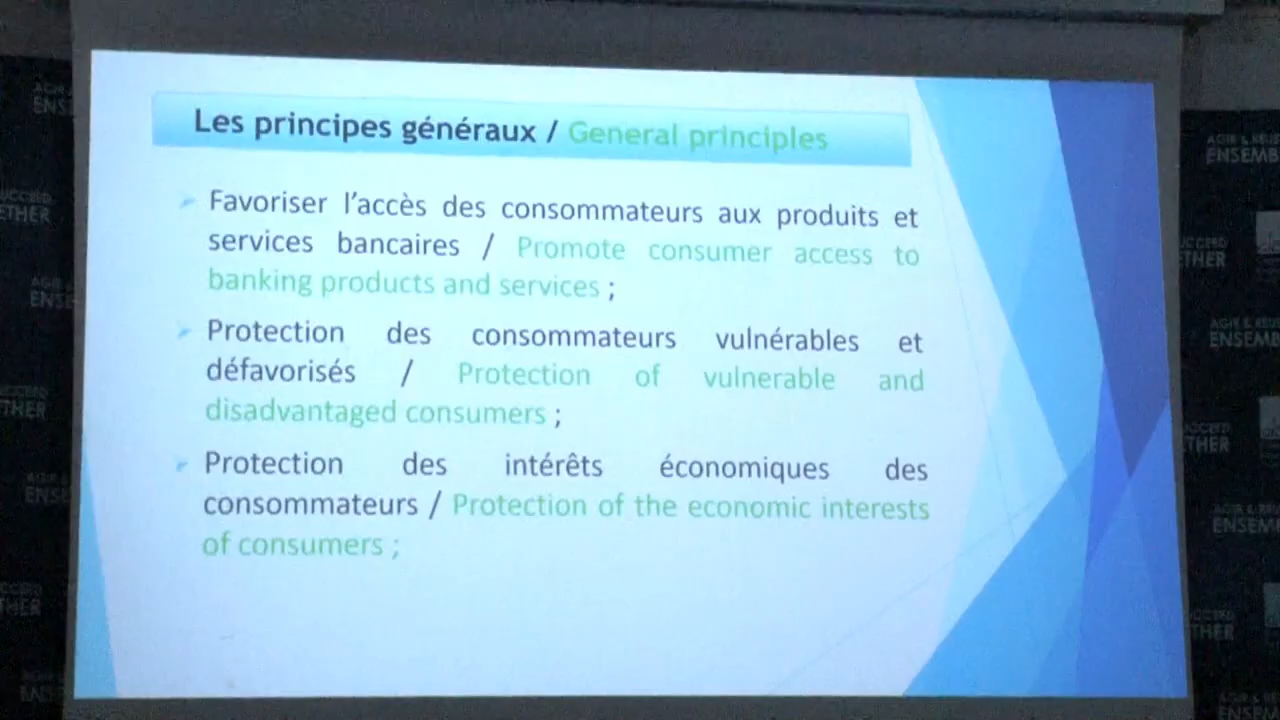 Les principes généraux / General principles
Favoriser l'accès des consommateurs aux produits et
services bancaires / Promote consumer access to
banking products and services ;
Protection des consommateurs vulnérables et
défavorisés / Protection of vulnerable and
disadvantaged consumers ;
Protection des intérêts économiques des
consommateurs / Protection of the economic interests
of consumers ;